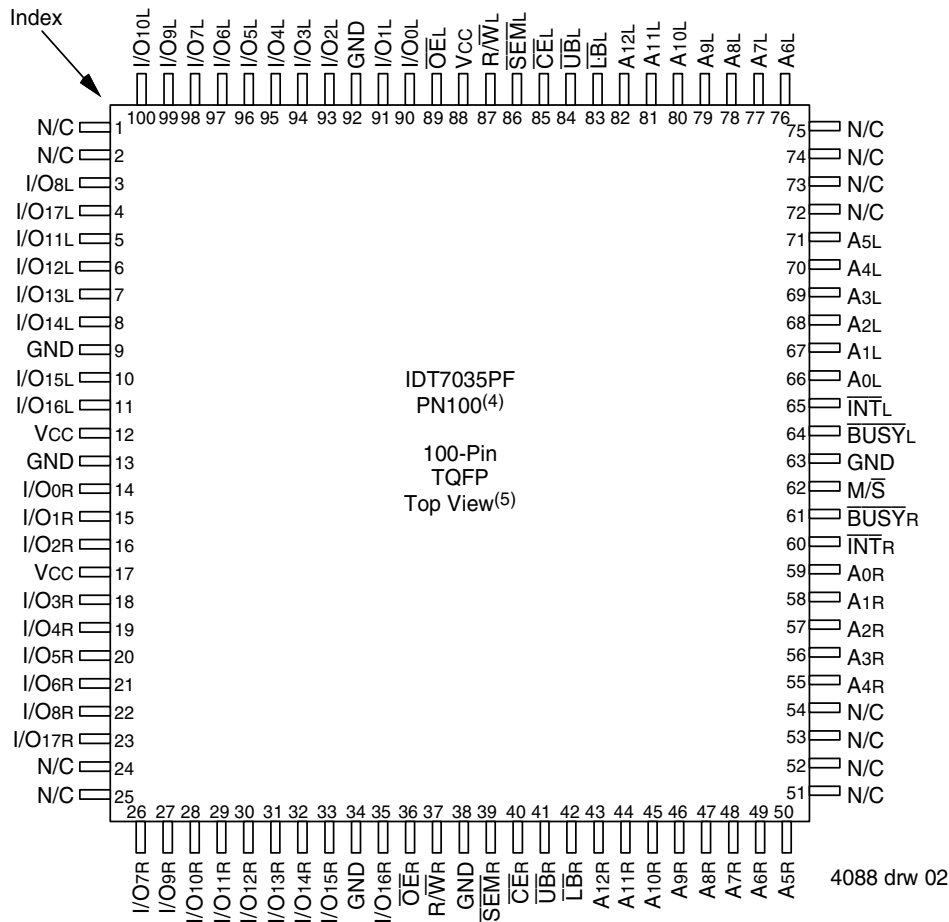 Index
I/O10L
I/O9L
I/O7L
I/O6L
I/O5L
I/O4L
I/O3L
I/O2L
GND
I/O1L
I/O0L
OEL
VCC
R/WL
SEML
CEL
UBL
LBL
A12L
A11L
A10L
A9L
A8L
A7L
A6L
100 99 98 97 96 95 94 93 92 91 90 89 88 87 86 85 84 83 82 81 80 79 78 77 76
N/C 1
N/C 2
I/O8L 3
I/O17L 4
I/O11L 5
I/O12L 6
I/O13L 7
I/O14L 8
GND 9
I/O15L 10
I/O16L 11
VCC 12
GND 13
I/O0R 14
I/O1R 15
I/O2R 16
VCC 17
I/O3R 18
I/O4R 19
I/O5R 20
I/O6R 21
I/O8R 22
I/O17R 23
N/C 24
N/C 25
IDT7035PF
PN100(4)
100-Pin
TQFP
Top View(5)
75 N/C
74 N/C
73 N/C
72 N/C
71 A5L
70 A4L
69 A3L
68 A2L
67 A1L
66 A0L
65 INTL
64 BUSYL
63 GND
62 M/S
61 BUSYR
60 INTR
59 A0R
58 A1R
57 A2R
56 A3R
55 A4R
54 N/C
53 N/C
52 N/C
51 N/C
26 27 28 29 30 31 32 33 34 35 36 37 38 39 40 41 42 43 44 45 46 47 48 49 50
I/O7R
I/O9R
I/O10R
I/O11R
I/O12R
I/O13R
I/O14R
I/O15R
GND
I/O16R
OER
R/WR
GND
SEMR
CER
UBR
LBR
A12R
A11R
A10R
A9R
A8R
A7R
A6R
A5R
4088 drw 02